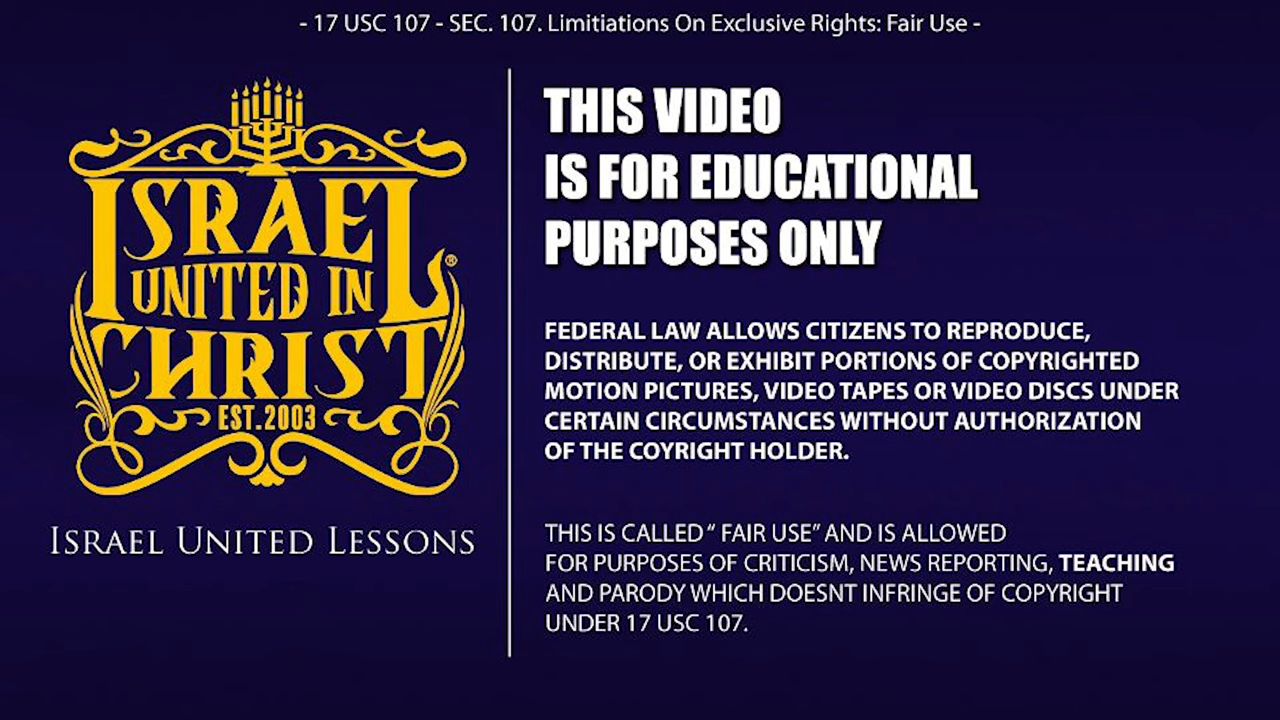 - 17 USC 107 - SEC. 107. Limitiations On Exclusive Rights: Fair Use -
ISRAEL
UNITED IN
CHRIST
®
EST.2003
ISRAEL UNITED LESSONS
THIS VIDEO
IS FOR EDUCATIONAL
PURPOSES ONLY
FEDERAL LAW ALLOWS CITIZENS TO REPRODUCE,
DISTRIBUTE, OR EXHIBIT PORTIONS OF COPYRIGHTED
MOTION PICTURES, VIDEO TAPES OR VIDEO DISCS UNDER
CERTAIN CIRCUMSTANCES WITHOUT AUTHORIZATION
OF THE COYRIGHT HOLDER.
THIS IS CALLED “ FAIR USE” AND IS ALLOWED
FOR PURPOSES OF CRITICISM, NEWS REPORTING, TEACHING
AND PARODY WHICH DOESNT INFRINGE OF COPYRIGHT
UNDER 17 USC 107.